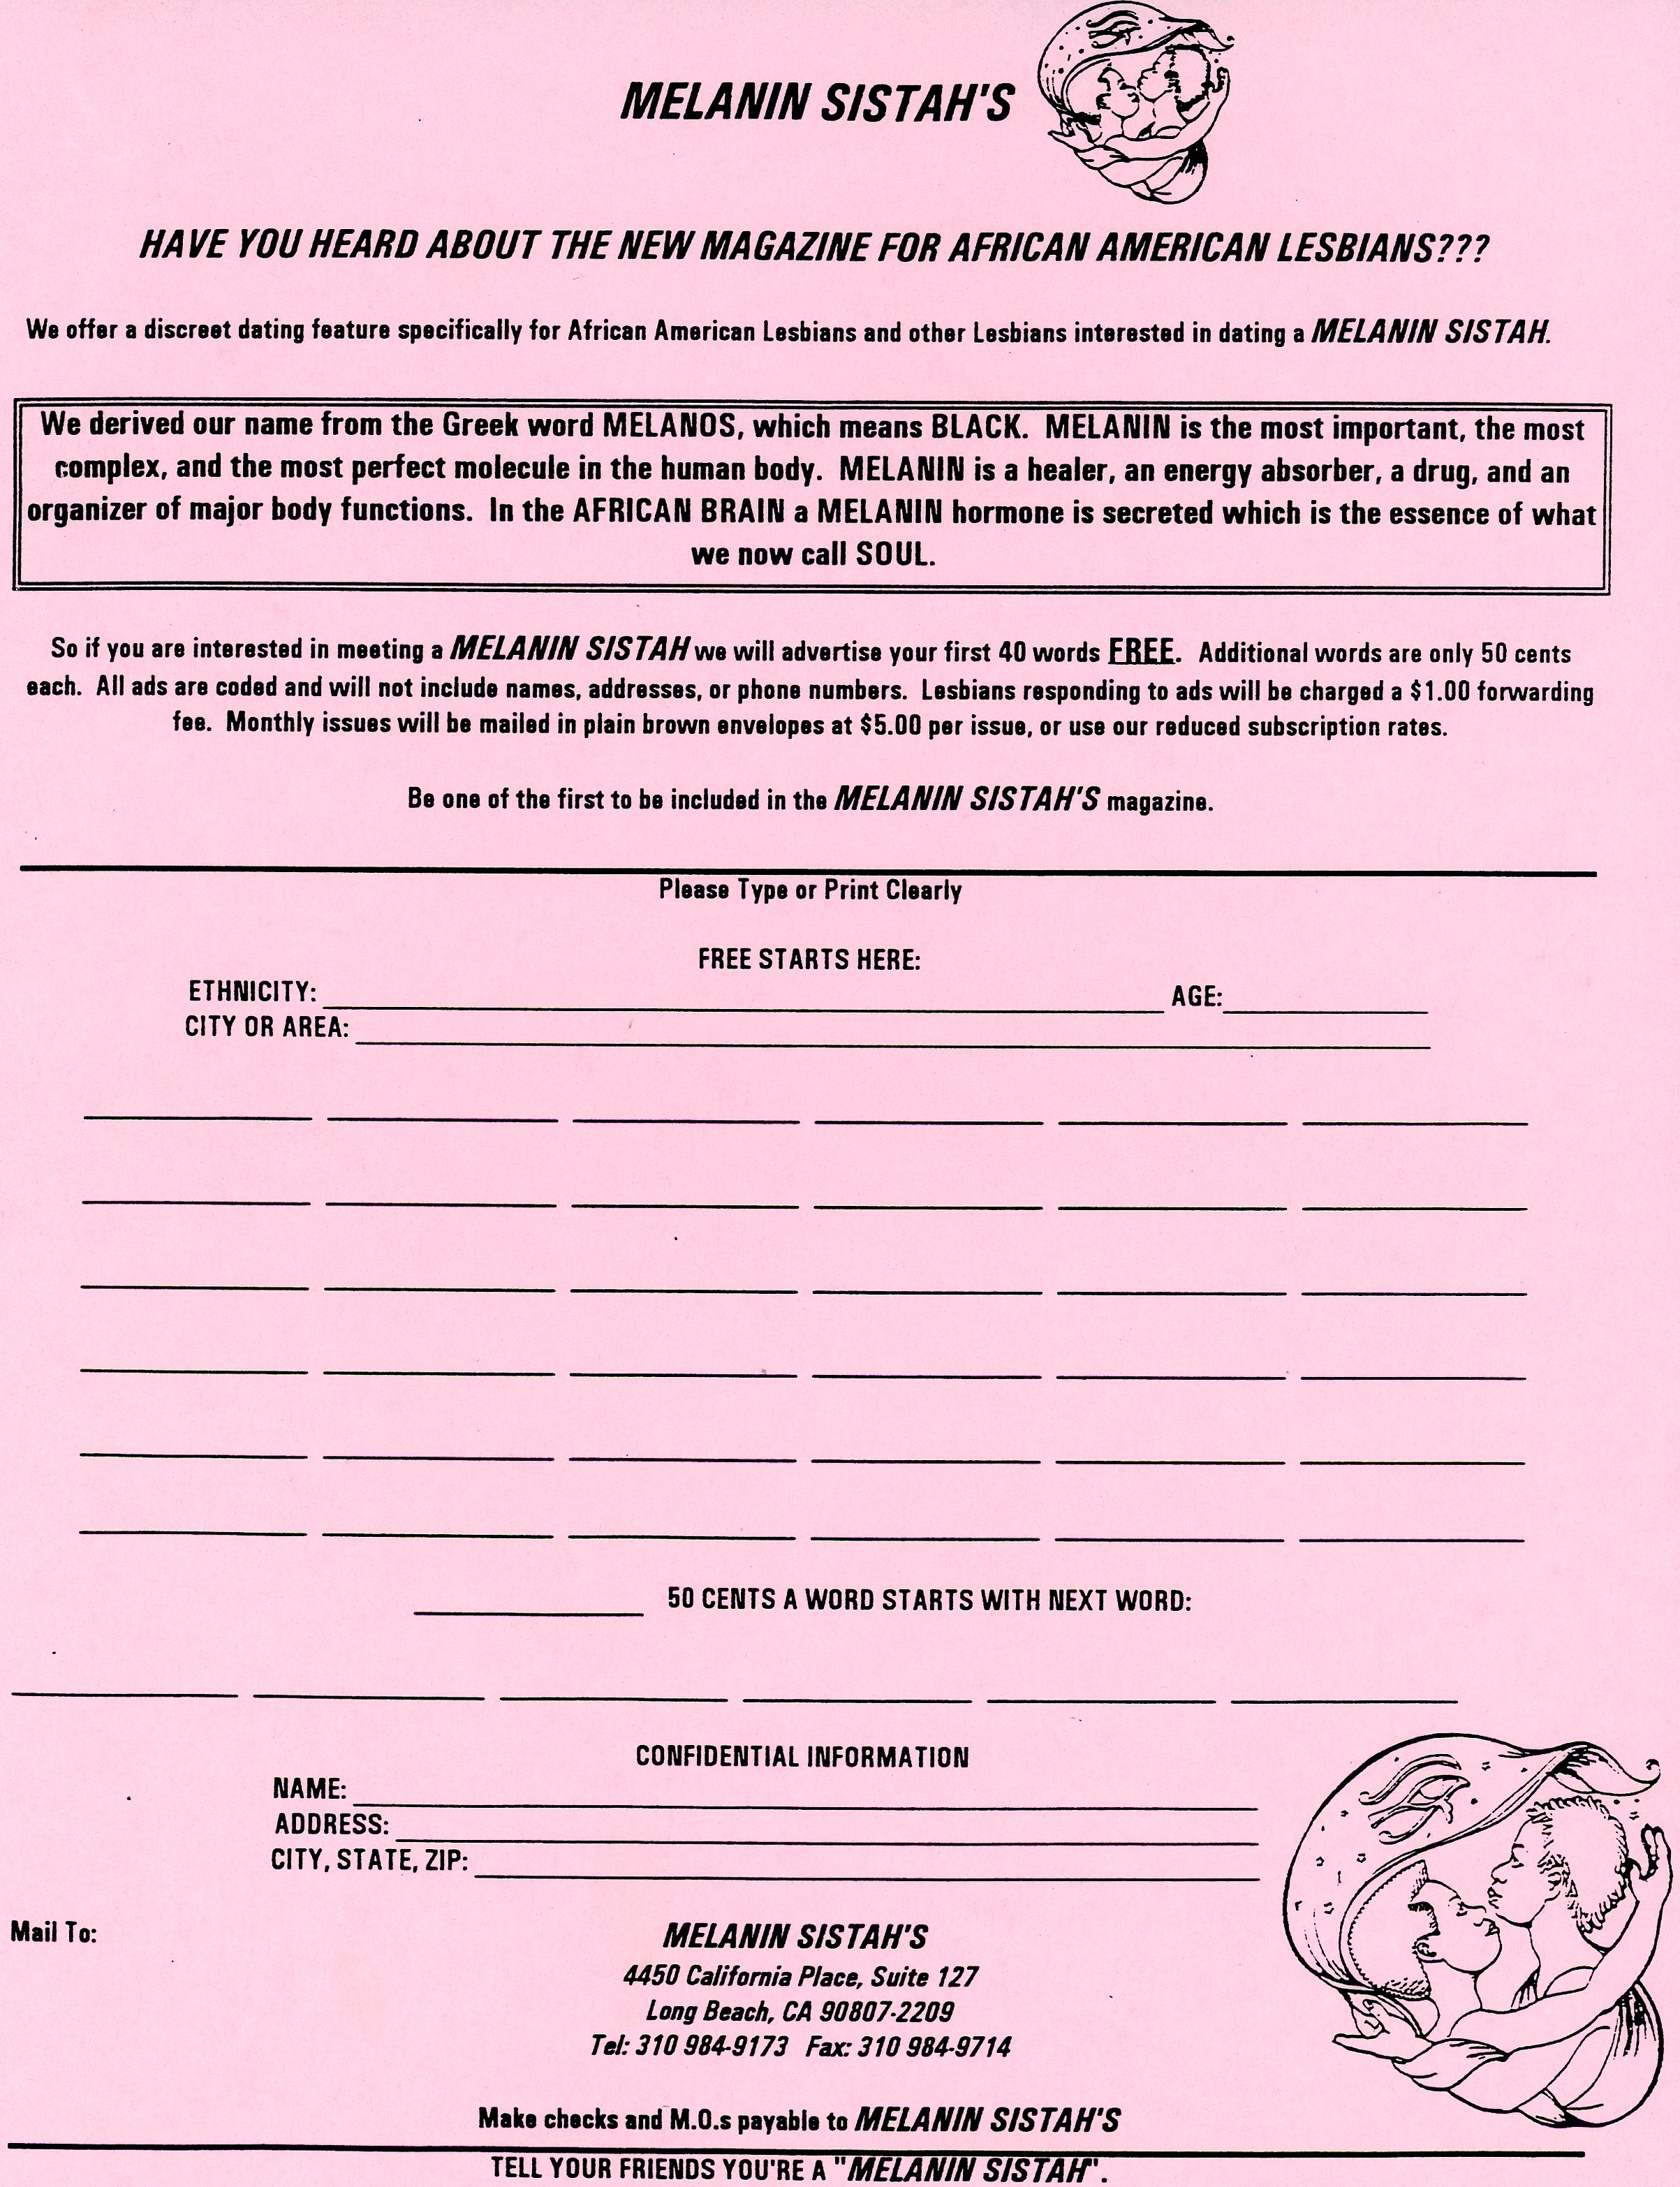 MELANIN SISTAH'S
HAVE YOU HEARD ABOUT THE NEW MAGAZINE FOR AFRICAN AMERICAN LESBIANS???
We offer a discreet dating feature specifically for African American Lesbians and other Lesbians interested in dating a MELANIN SISTAH.
We derived our name from the Greek word MELANOS, which means BLACK. MELANIN is the most important, the most
complex, and the most perfect molecule in the human body. MELANIN is a healer, an energy absorber, a drug, and an
organizer of major body functions. In the AFRICAN BRAIN a MELANIN hormone is secreted which is the essence of what
we now call SOUL.
So if you are interested in meeting a MELANIN SISTAH we will advertise your first 40 words FREE. Additional words are only 50 cents
each. All ads are coded and will not include names, addresses, or phone numbers. Lesbians responding to ads will be charged a $1.00 forwarding
fee. Monthly issues will be mailed in plain brown envelopes at $5.00 per issue, or use our reduced subscription rates.
Be one of the first to be included in the MELANIN SISTAH'S magazine.
Please Type or Print Clearly
FREE STARTS HERE:
ETHNICITY: AGE:
CITY OR AREA:
50 CENTS A WORD STARTS WITH NEXT WORD:
CONFIDENTIAL INFORMATION
NAME:
ADDRESS:
CITY, STATE, ZIP:
Mail To: MELANIN SISTAH'S
4450 California Place, Suite 127
Long Beach, CA 90807-2209
Tel: 310 984-9173 Fax: 310 984-9714
Make checks and M.O.s payable to MELANIN SISTAH'S
TELL YOUR FRIENDS YOU'RE A "MELANIN SISTAH".